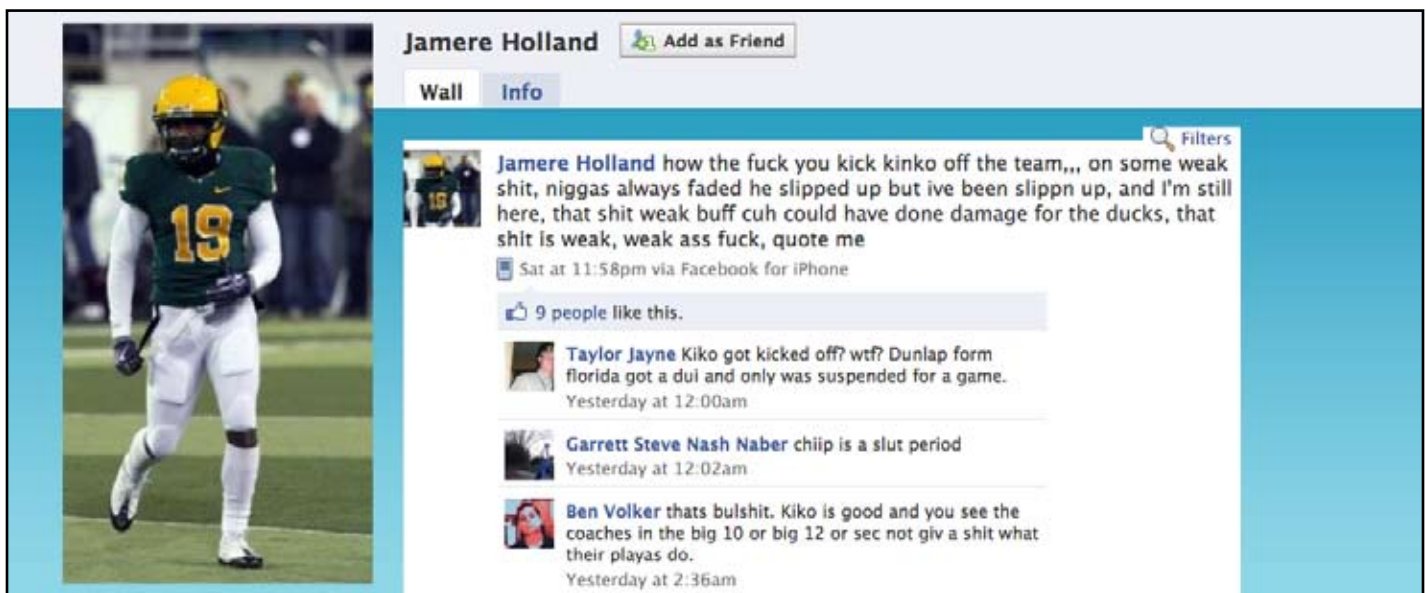 Jamere Holland
Add as Friend
Wall
Info
Filters
Jamere Holland how the fuck you kick kinko off the team,,, on some weak
shit, niggas always faded he slipped up but ive been slippn up, and I'm still
here, that shit weak buff cuh could have done damage for the ducks, that
shit is weak, weak ass fuck, quote me
Sat at 11:58pm via Facebook for iPhone
9 people like this.
Taylor Jayne Kiko got kicked off? wtf? Dunlap form
florida got a dui and only was suspended for a game.
Yesterday at 12:00am
Garrett Steve Nash Naber chiip is a slut period
Yesterday at 12:02am
Ben Volker thats bulshit. Kiko is good and you see the
coaches in the big 10 or big 12 or sec not giv a shit what
their playas do.
Yesterday at 2:36am
19